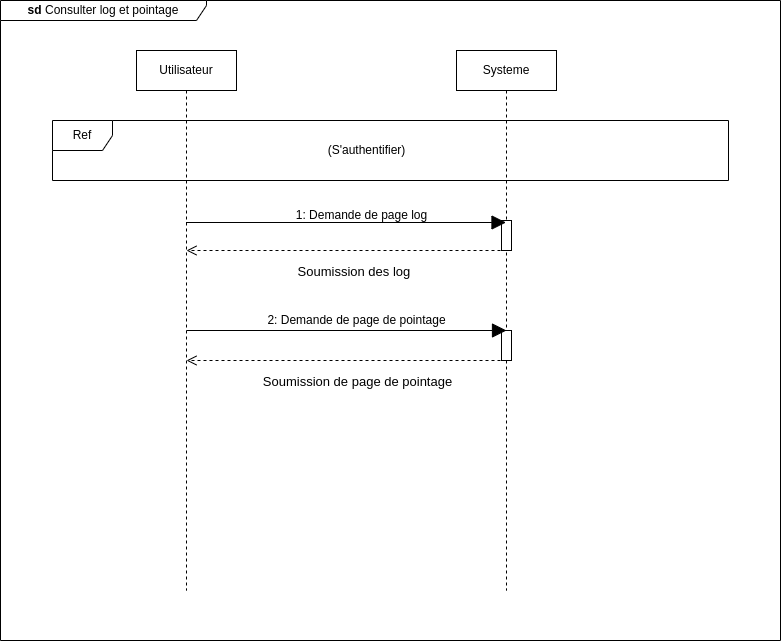 sd Consulter log et pointage
Utilisateur
Systeme
Ref
(S'authentifier)
1: Demande de page log
Soumission des log
2: Demande de page de pointage
Soumission de page de pointage